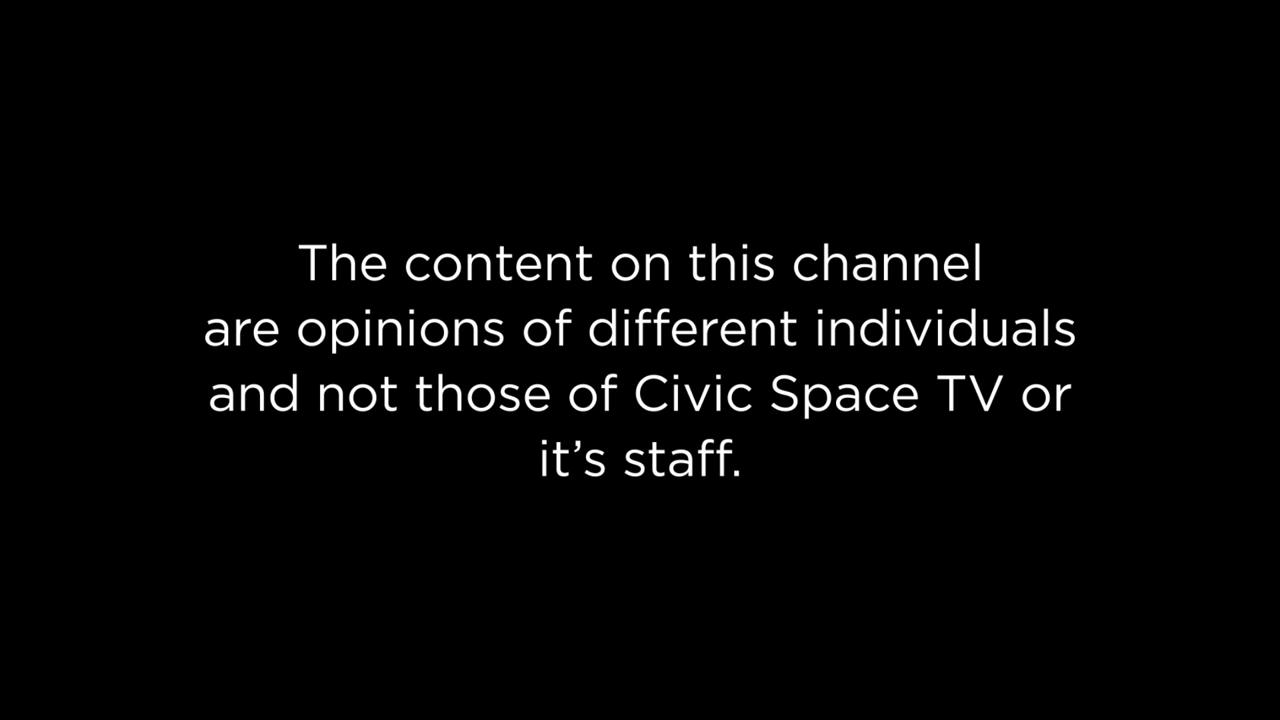 The content on this channel
are opinions of different individuals
and not those of Civic Space TV or
it’s staff.